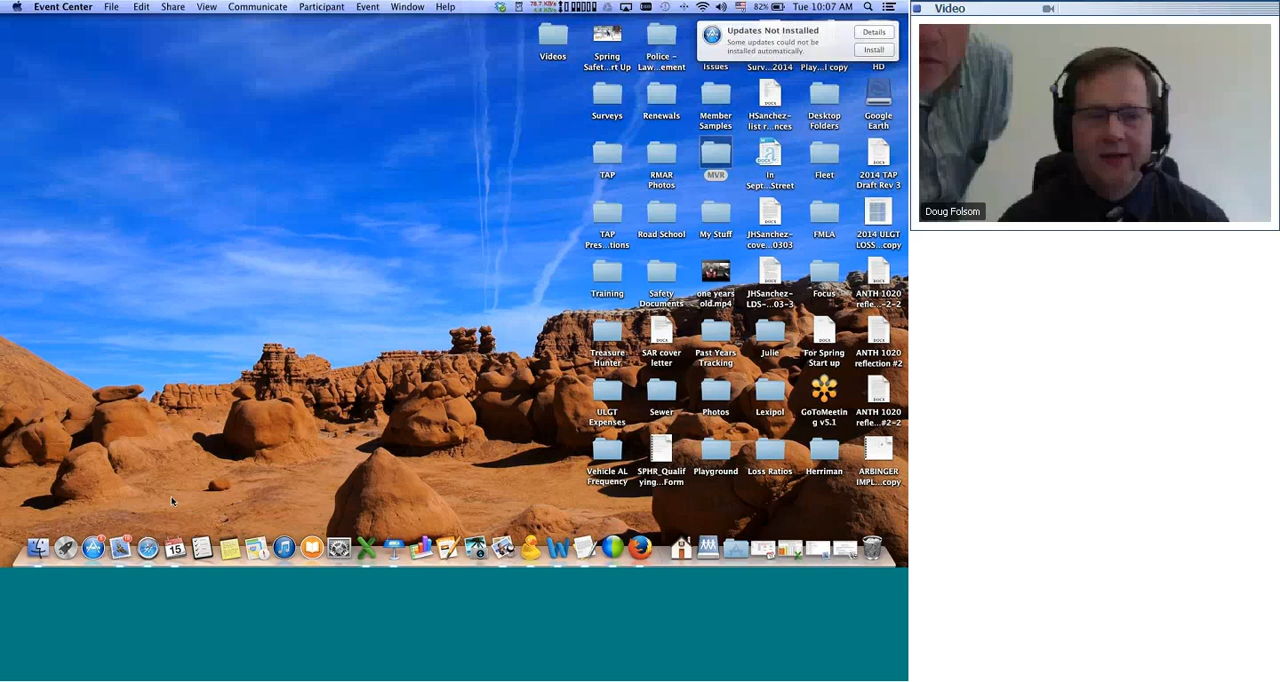 Event Center File Edit Share View Communicate Participant Event Window Help 82% Tue 10:07 AM
Video
Updates Not Installed
Some updates could not be
installed automatically.
Details
Install
Videos
Spring
Safet...rt Up
Police -
Law...ement
Issues
Surv...2014
Play...l copy
HD
Surveys
Renewals
Member
Samples
HSanchez-
list r...nces
Desktop
Folders
Google
Earth
TAP
RMAR
Photos
MVR
In
Sept...Street
Fleet
2014 TAP
Draft Rev 3
TAP
Pres...tions
Road School
My Stuff
JHSanchez-
cove...0303
FMLA
2014 ULGT
LOSS...copy
Training
Safety
Documents
one years
old.mp4
JHSanchez-
LDS-...03-3
Focus
ANTH 1020
refle...-2-2
Treasure
Hunter
SAR cover
letter
Past Years
Tracking
Julie
For Spring
Start up
ANTH 1020
reflection #2
ULGT
Expenses
Sewer
Photos
Lexipol
GoToMeetin
g v5.1
ANTH 1020
refle...#2=2
Vehicle AL
Frequency
SPHR_Qualif
ying...Form
Playground
Loss Ratios
Herriman
ARBINGER
IMPL...copy
15
Doug Folsom